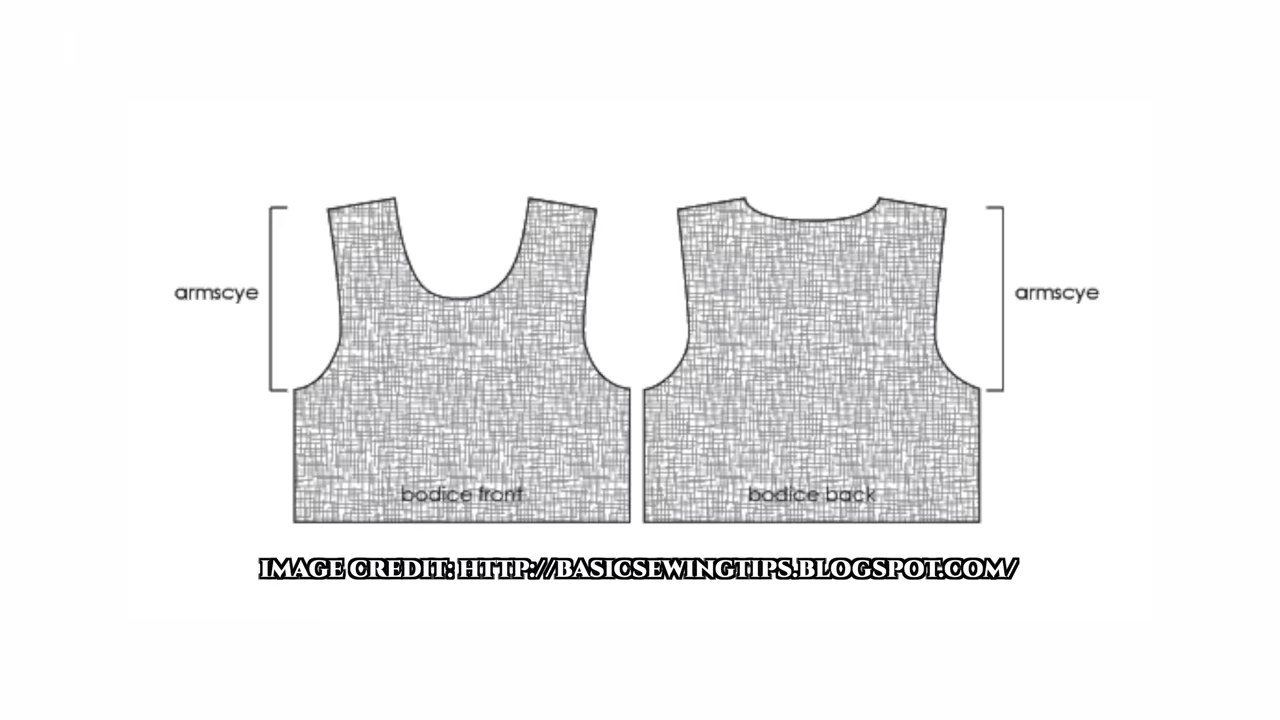 armscye
armscye
bodice front
bodice back
IMAGE CREDIT: HTTP://BASICSEWINGTIPS.BLOGSPOT.COM/